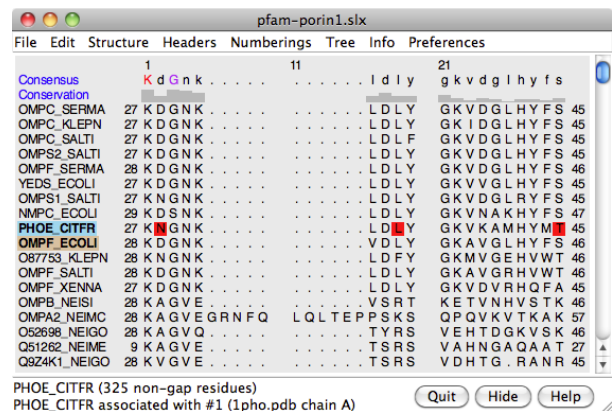 pfam-porin1.slx
File Edit Structure Headers Numberings Tree Info Preferences
1 11 21
Consensus K d G n k . . . . . . . . . . . l d l y g k v d g l h y f s
Conservation
OMPC_SERMA 27 K D G N K . . . . . . . . . . . L D L Y G K V D G L H Y F S 45
OMPC_KLEPN 27 K D G N K . . . . . . . . . . . L D L Y G K I D G L H Y F S 45
OMPC_SALTI 27 K D G N K . . . . . . . . . . . L D L F G K V D G L H Y F S 45
OMPS2_SALTI 27 K D G N K . . . . . . . . . . . L D L Y G K V D G L H Y F S 45
OMPF_SERMA 28 K D G N K . . . . . . . . . . . L D L Y G K V D G L H Y F S 46
YEDS_ECOLI 27 K D G N K . . . . . . . . . . . L D L Y G K V V G L H Y F S 45
OMPS1_SALTI 27 K N G N K . . . . . . . . . . . L D L Y G K V D G L H Y F S 45
NMPC_ECOLI 29 K D S N K . . . . . . . . . . . L D L Y G K V N A K H Y F S 47
PHOE_CITFR 27 K N G N K . . . . . . . . . . . L D L Y G K V K A M H Y M T 45
OMPF_ECOLI 28 K D G N K . . . . . . . . . . . V D L Y G K A V G L H Y F S 46
O87753_KLEPN 28 K N G N K . . . . . . . . . . . L D F Y G K M V G E H V W T 46
OMPF_SALTI 28 K D G N K . . . . . . . . . . . L D L Y G K A V G R H V W T 46
OMPF_XENNA 27 K D G N K . . . . . . . . . . . L D L Y G K V D V R H Q F A 45
OMPB_NEISI 28 K A G V E . . . . . . . . . . . V S R T K E T V N H V S T K 46
OMPA2_NEIMC 28 K A G V E G R N F Q L Q L T E P P S K S Q P Q V K V T K A K 57
O52698_NEIGO 28 K A G V Q . . . . . . . . . . . T Y R S V E H T D G K V S K 46
Q51262_NEIME 9 K A G V E . . . . . . . . . . . T S R S V A H N G A Q A A T 27
Q9Z4K1_NEIGO 28 K V G V E . . . . . . . . . . . T S R S V D H T G . R A N R 45
PHOE_CITFR (325 non-gap residues)
PHOE_CITFR associated with #1 (1pho.pdb chain A)
Quit Hide Help